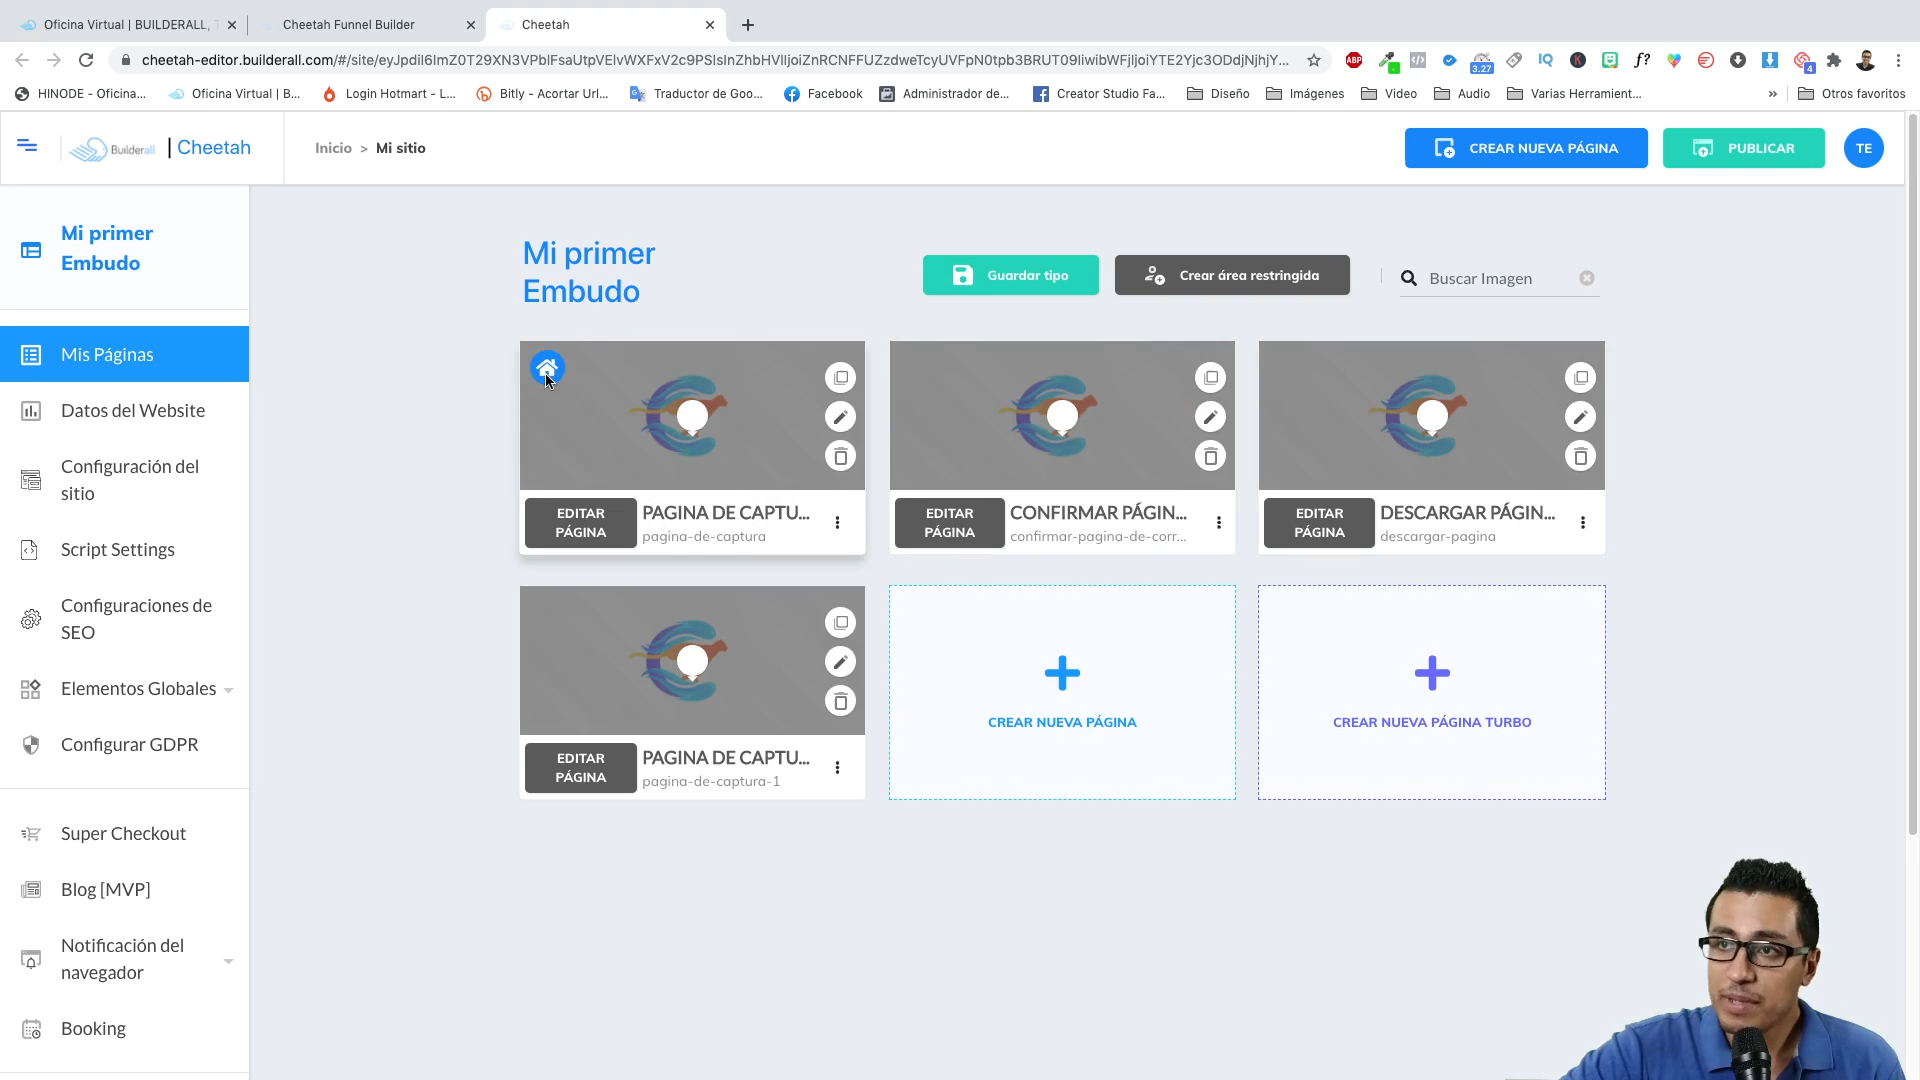 Oficina Virtual | BUILDERALL,
Cheetah Funnel Builder
Cheetah
cheetah-editor.builderall.com/#/site/
ABP
3.27
IQ
K
f?
4
HINODE - Oficina...
Oficina Virtual | B...
Login Hotmart - L...
Bitly - Acortar Url...
Traductor de Goo...
Facebook
Administrador de...
Creator Studio Fa...
Diseño
Imágenes
Video
Audio
Varias Herramient...
»
Otros favoritos
Builderall | Cheetah
Inicio > Mi sitio
CREAR NUEVA PÁGINA
PUBLICAR
TE
Mi primer
Embudo
Mis Páginas
Datos del Website
Configuración del
sitio
Script Settings
Configuraciones de
SEO
Elementos Globales
Configurar GDPR
Super Checkout
Blog [MVP]
Notificación del
navegador
Booking
Mi primer
Embudo
Guardar tipo
Crear área restringida
Buscar Imagen
EDITAR
PÁGINA
PAGINA DE CAPTU...
pagina-de-captura
EDITAR
PÁGINA
CONFIRMAR PÁGIN...
confirmar-pagina-de-corr...
EDITAR
PÁGINA
DESCARGAR PÁGIN...
descargar-pagina
EDITAR
PÁGINA
PAGINA DE CAPTU...
pagina-de-captura-1
CREAR NUEVA PÁGINA
CREAR NUEVA PÁGINA TURBO